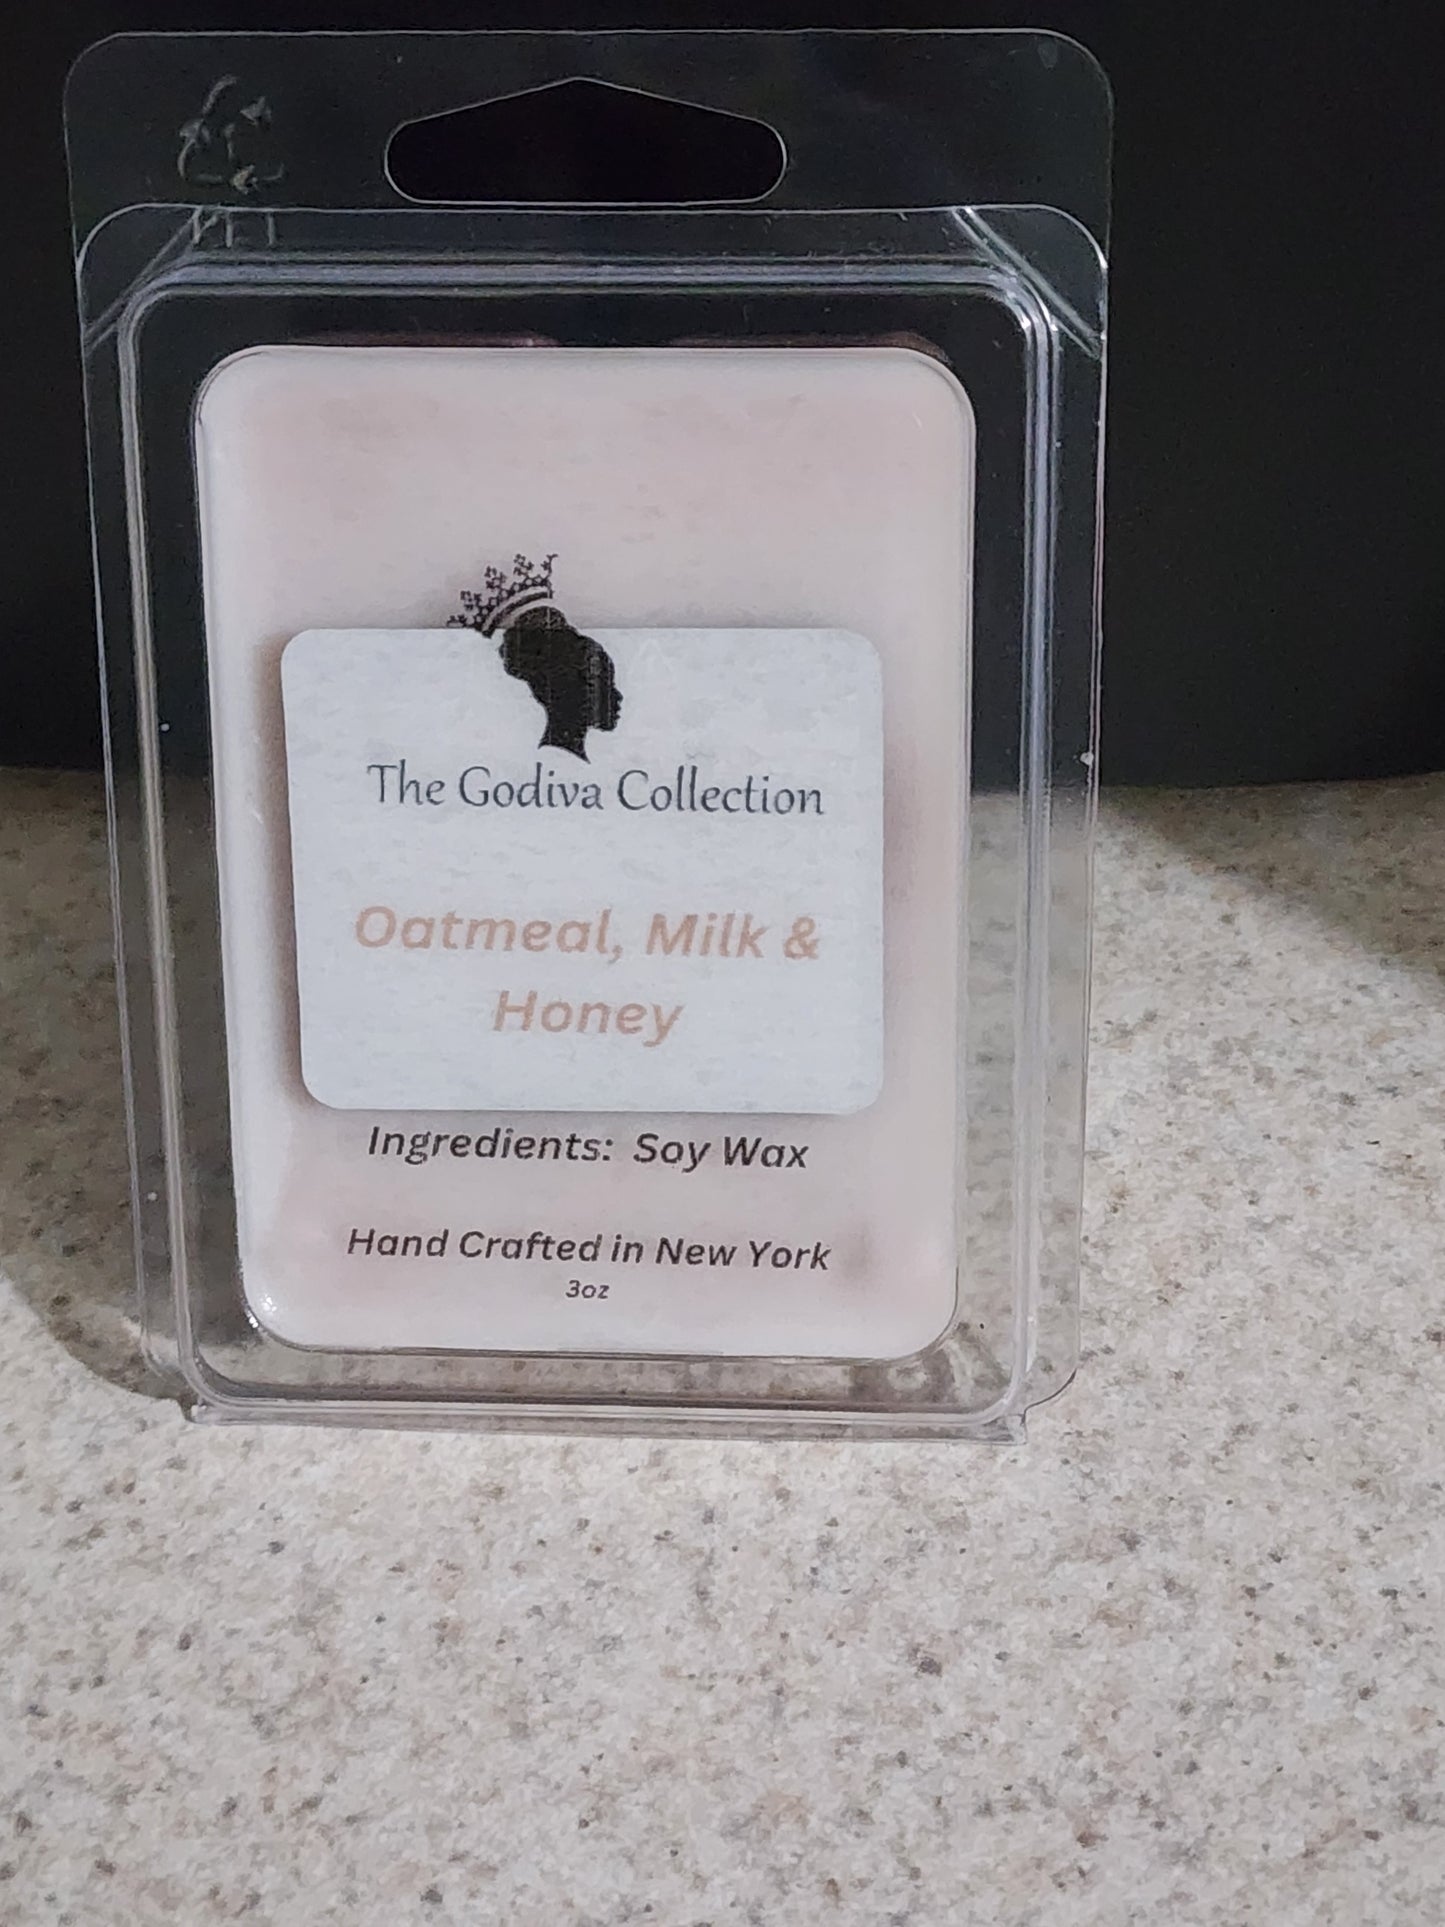 The Godiva Collection
Oatmeal, Milk &
Honey
Ingredients: Soy Wax
Hand Crafted in New York
3oz